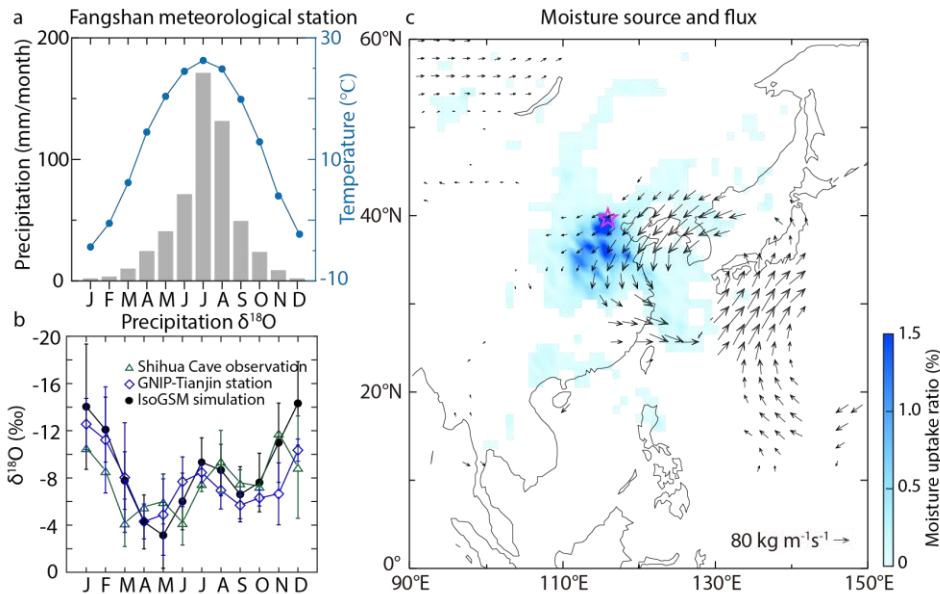 a Fangshan meteorological station
200
100
0
Precipitation (mm/month)
30
10
-10
Temperature (°C)
J F M A M J J A S O N D
b Precipitation δ¹⁸O
-20
-16
-12
-8
-4
0
δ¹⁸O (‰)
Shihua Cave observation
GNIP-Tianjin station
IsoGSM simulation
J F M A M J J A S O N D
c Moisture source and flux
60°N
40°N
20°N
0°
90°E 110°E 130°E 150°E
80 kg m⁻¹s⁻¹
1.5
1.0
0.5
0
Moisture uptake ratio (%)